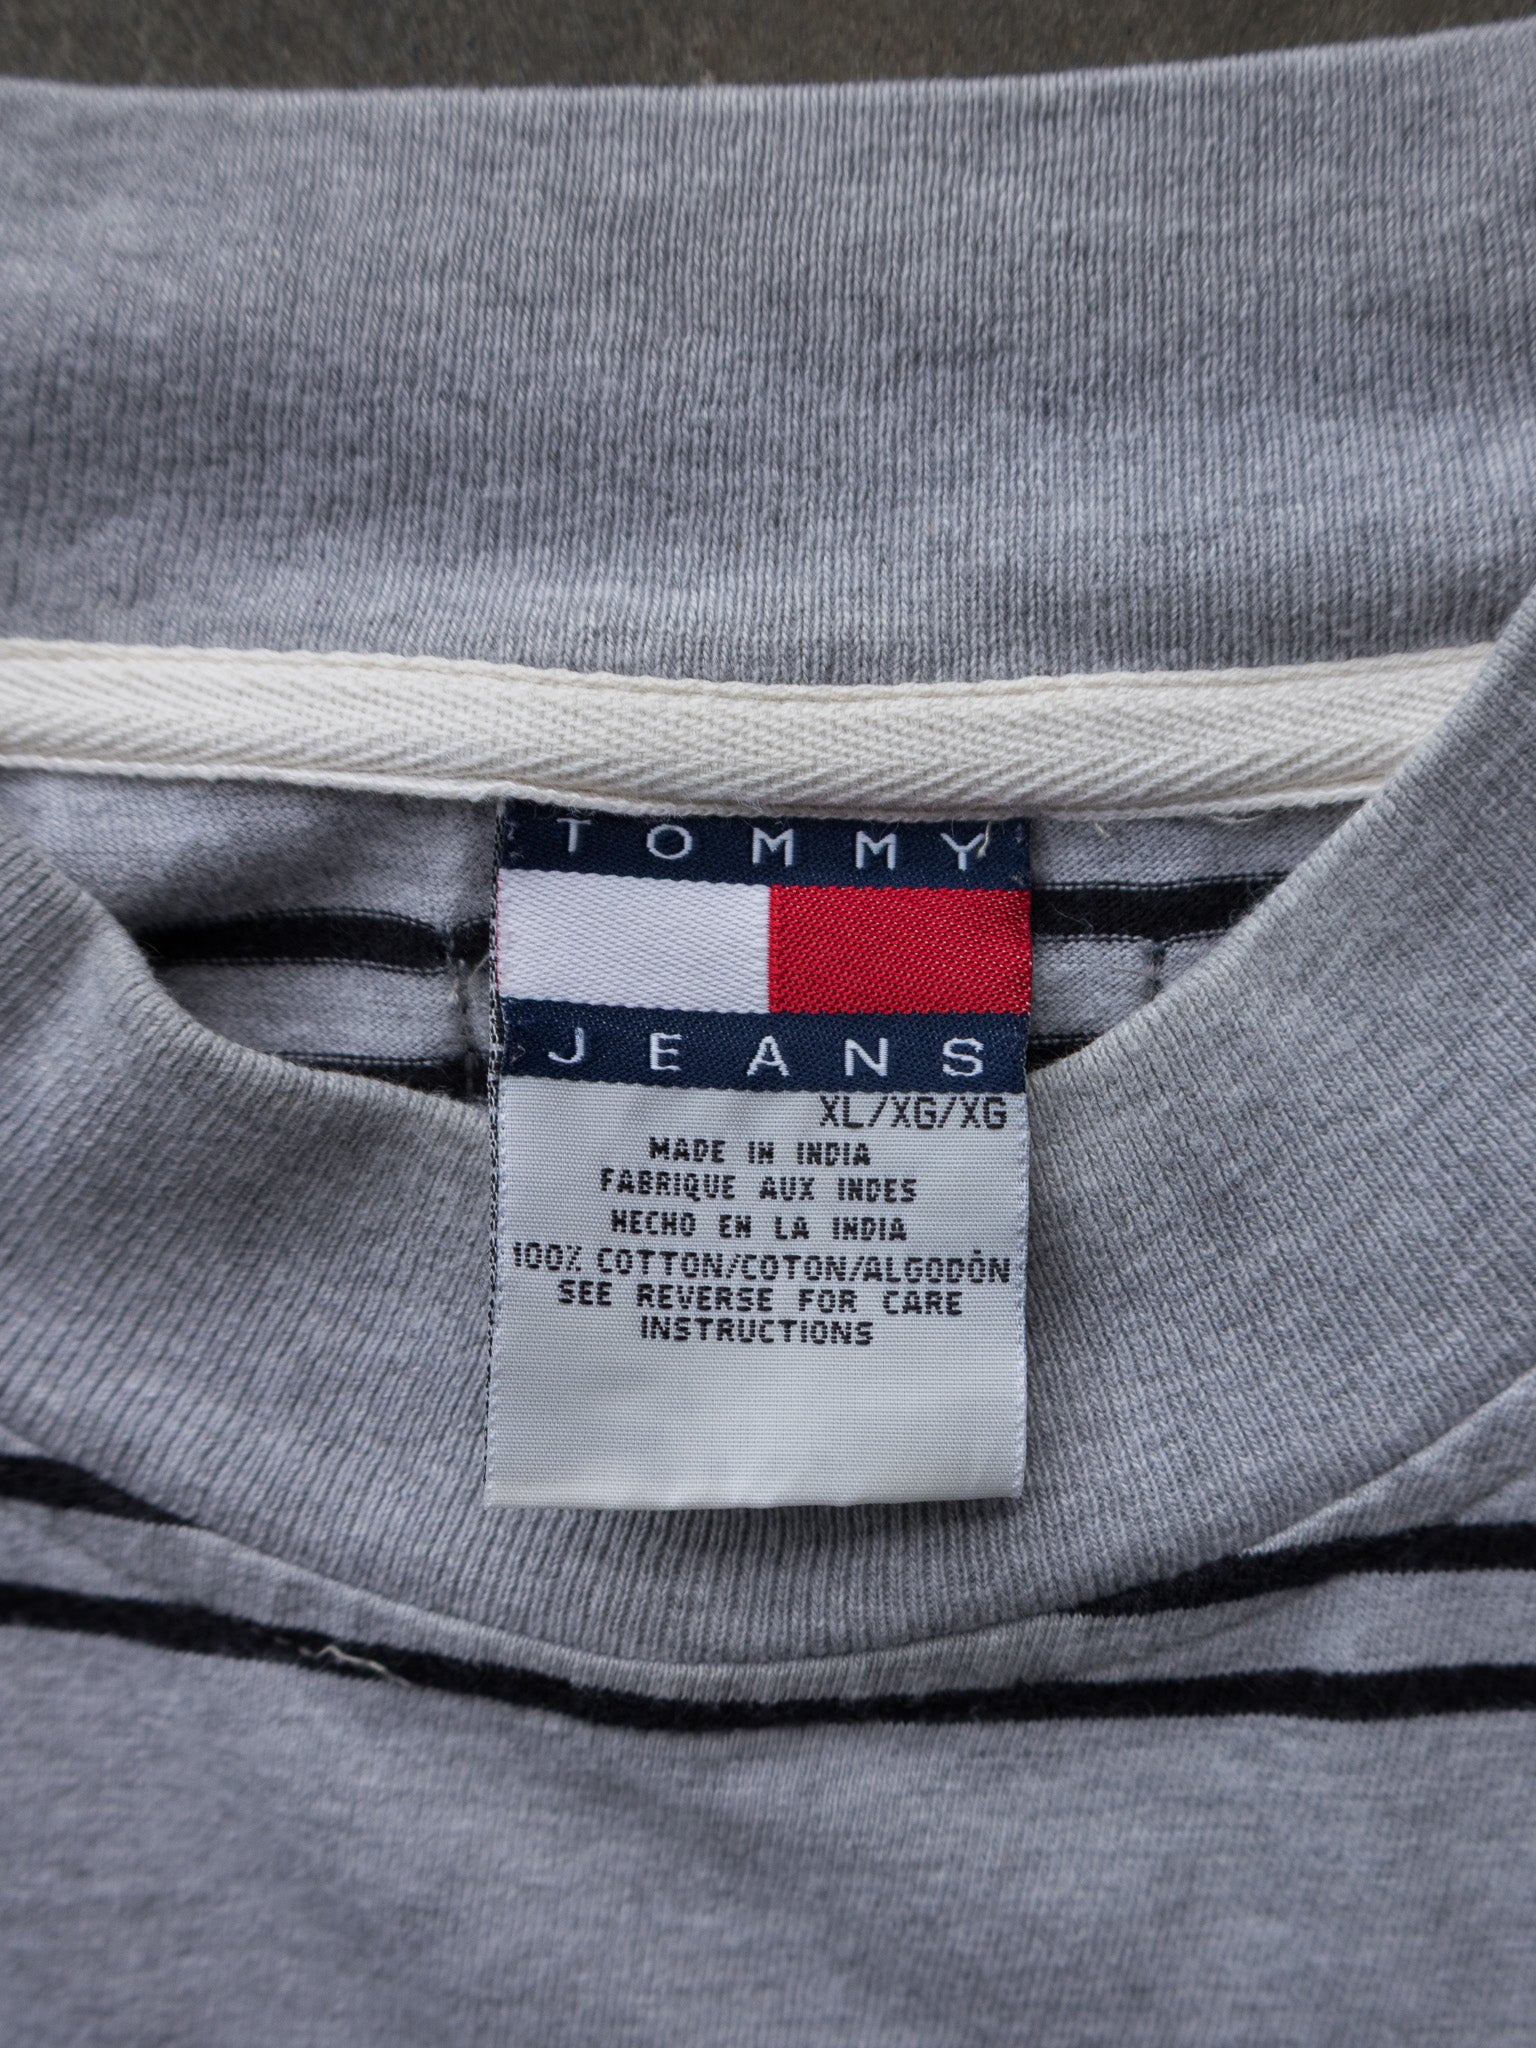 TOMMY
JEANS
XL/XG/XG
MADE IN INDIA
FABRIQUE AUX INDES
HECHO EN LA INDIA
100% COTTON/COTON/ALGODÒN
SEE REVERSE FOR CARE
INSTRUCTIONS